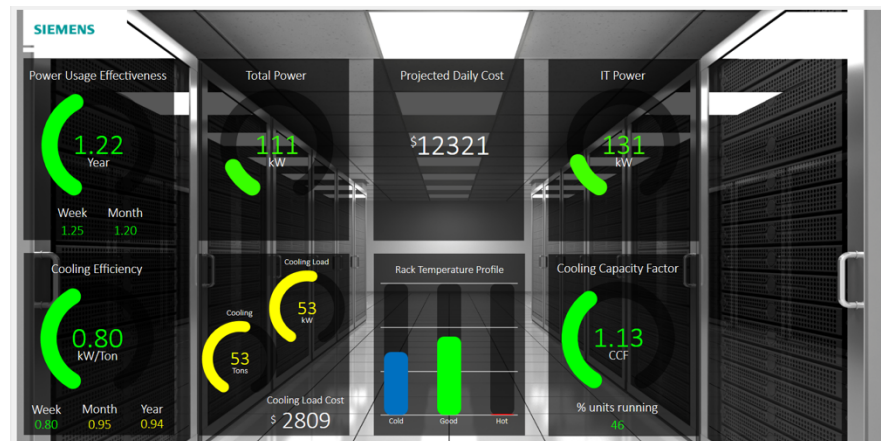 SIEMENS
Power Usage Effectiveness
1.22
Year
Week Month
1.25 1.20
Total Power
111
kW
Projected Daily Cost
$12321
IT Power
131
kW
Cooling Efficiency
0.80
kW/Ton
Week Month Year
0.80 0.95 0.94
Cooling Load
53
kW
Cooling
53
Tons
Cooling Load Cost
$ 2809
Rack Temperature Profile
Cold Good Hot
Cooling Capacity Factor
1.13
CCF
% units running
46